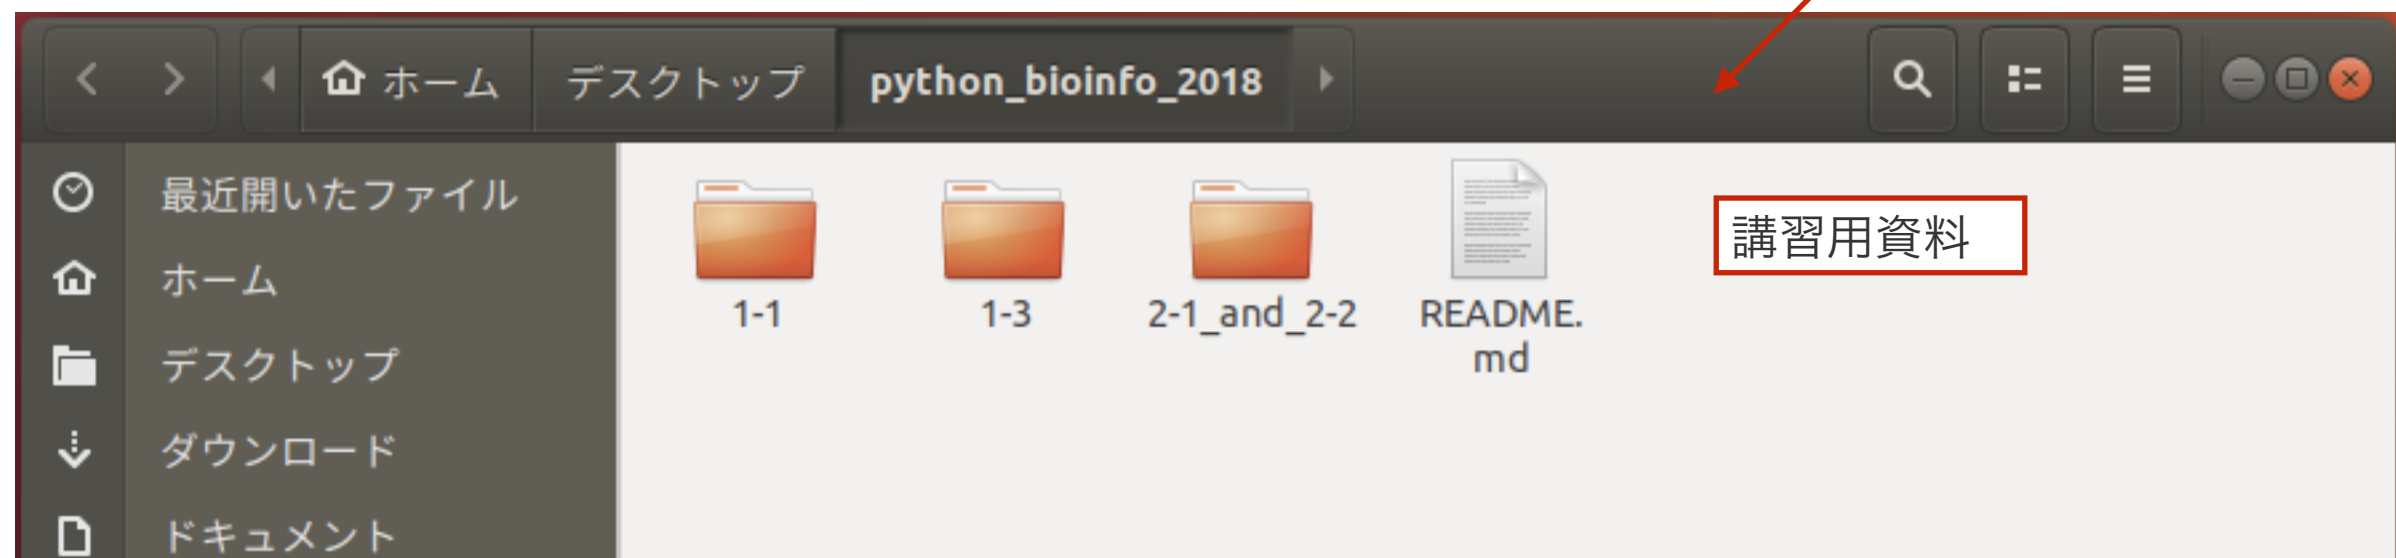 ホーム デスクトップ python_bioinfo_2018
最近開いたファイル
ホーム
デスクトップ
ダウンロード
ドキュメント
1-1
1-3
2-1_and_2-2
README.
md
講習用資料